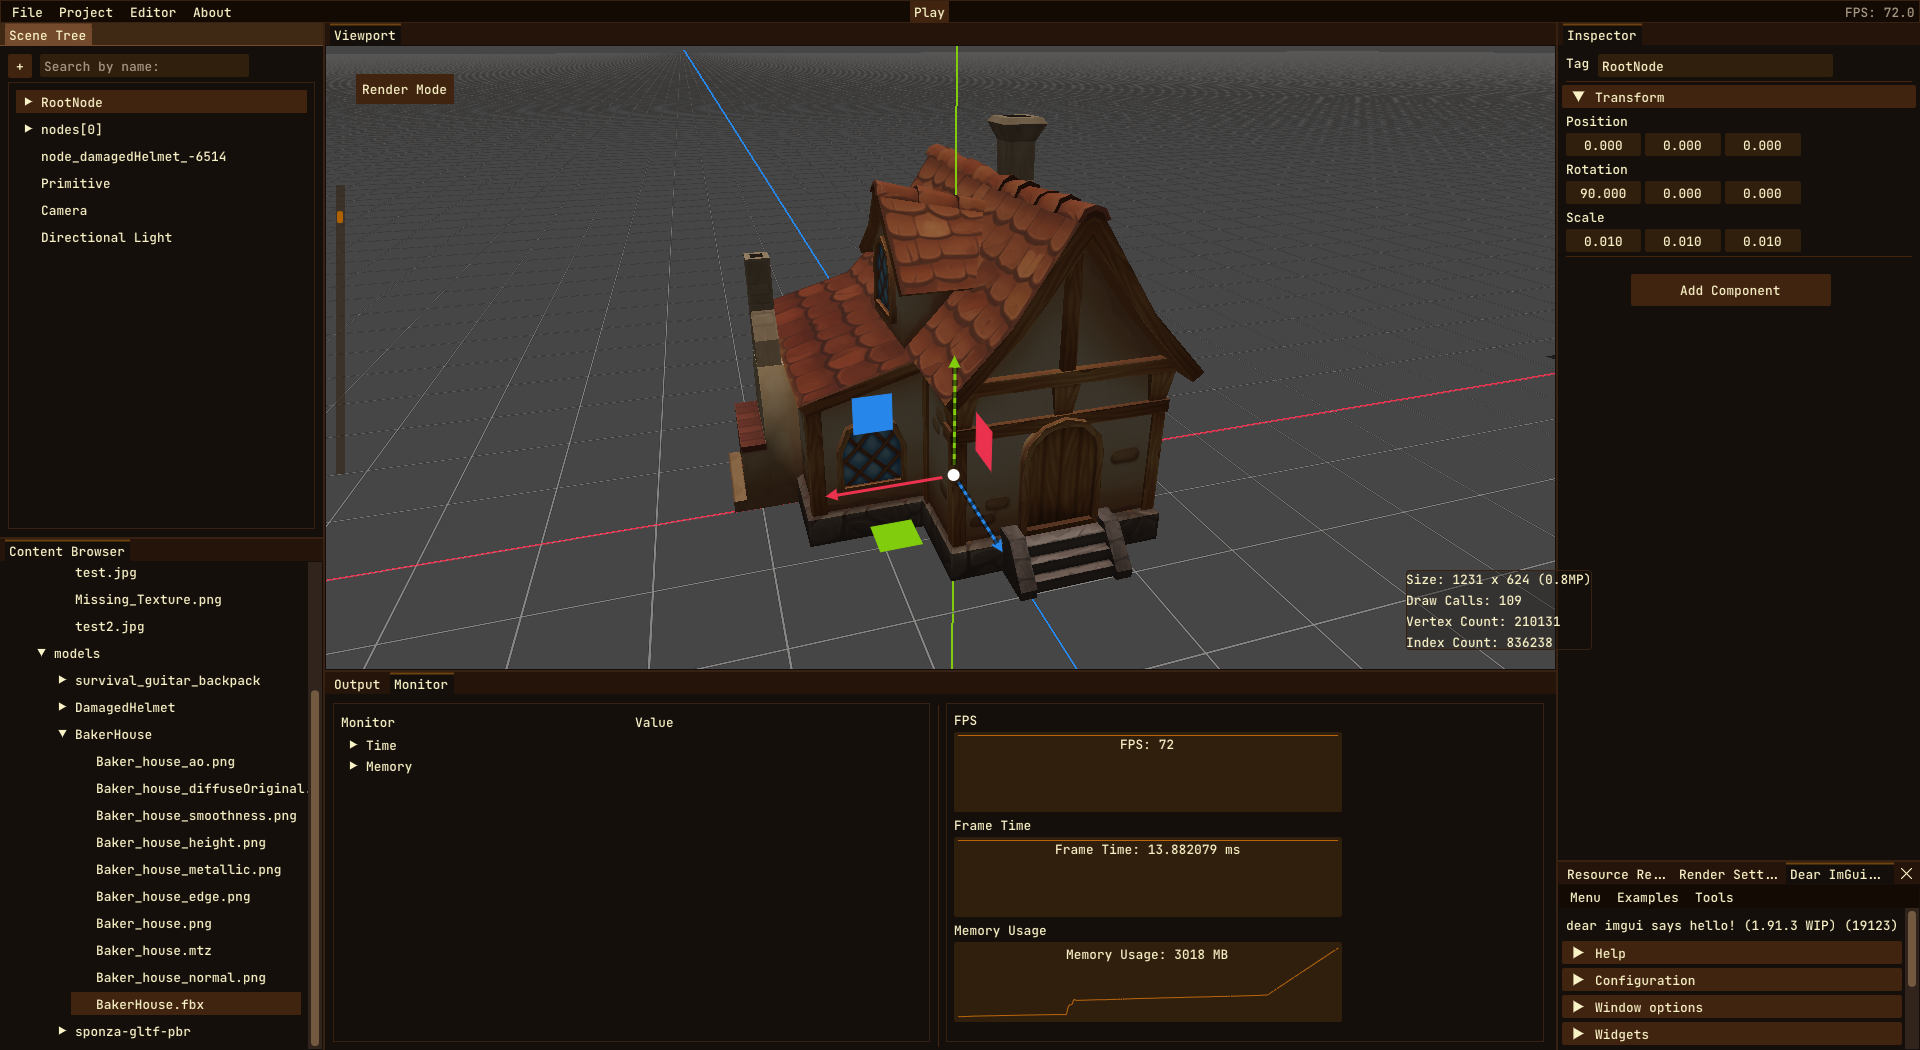 File Project Editor About
Play
FPS: 72.0
Scene Tree
+ Search by name:
RootNode
nodes[0]
node_damagedHelmet_-6514
Primitive
Camera
Directional Light
Content Browser
test.jpg
Missing_Texture.png
test2.jpg
models
survival_guitar_backpack
DamagedHelmet
BakerHouse
Baker_house_ao.png
Baker_house_diffuseOriginal.
Baker_house_smoothness.png
Baker_house_height.png
Baker_house_metallic.png
Baker_house_edge.png
Baker_house.png
Baker_house.mtz
Baker_house_normal.png
BakerHouse.fbx
sponza-gltf-pbr
Viewport
Render Mode
Size: 1231 x 624 (0.8MP)
Draw Calls: 109
Vertex Count: 210131
Index Count: 836238
Output Monitor
Monitor Value
Time
Memory
FPS
FPS: 72
Frame Time
Frame Time: 13.882079 ms
Memory Usage
Memory Usage: 3018 MB
Inspector
Tag RootNode
Transform
Position
0.000 0.000 0.000
Rotation
90.000 0.000 0.000
Scale
0.010 0.010 0.010
Add Component
Resource Re... Render Sett... Dear ImGui...
Menu Examples Tools
dear imgui says hello! (1.91.3 WIP) (19123)
Help
Configuration
Window options
Widgets